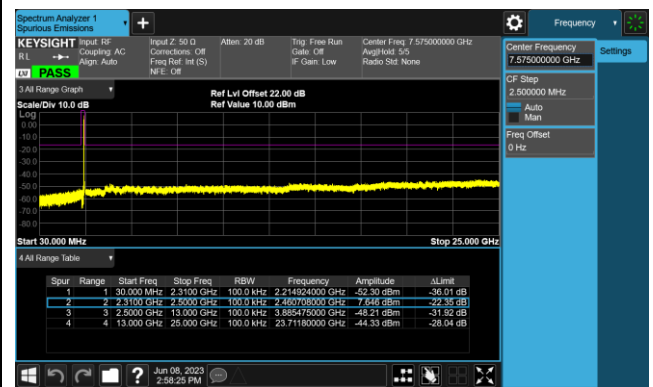 Spectrum Analyzer 1
Spurious Emissions
Frequency
KEYSIGHT
RL
LXI
PASS
Input: RF
Coupling: AC
Align: Auto
Input Z: 50 Ω
Corrections: Off
Freq Ref: Int (S)
NFE: Off
Atten: 20 dB
Trig: Free Run
Gate: Off
IF Gain: Low
Center Freq: 7.575000000 GHz
Avg|Hold: 5/5
Radio Std: None
Center Frequency
7.575000000 GHz
Settings
CF Step
2.500000 MHz
Auto
Man
Freq Offset
0 Hz
3 All Range Graph
Scale/Div 10.0 dB
Ref Lvl Offset 22.00 dB
Ref Value 10.00 dBm
Log
0.00
-10.0
-20.0
-30.0
-40.0
-50.0
-60.0
-70.0
-80.0
Start 30.000 MHz
Stop 25.000 GHz
4 All Range Table
Spur Range Start Freq Stop Freq RBW Frequency Amplitude ΔLimit
1 1 30.000 MHz 2.3100 GHz 100.0 kHz 2.214924000 GHz -52.30 dBm -36.01 dB
2 2 2.3100 GHz 2.5000 GHz 100.0 kHz 2.460708000 GHz 7.646 dBm -22.35 dB
3 3 2.5000 GHz 13.000 GHz 100.0 kHz 3.885475000 GHz -48.21 dBm -31.92 dB
4 4 13.000 GHz 25.000 GHz 100.0 kHz 23.71180000 GHz -44.33 dBm -28.04 dB
?
Jun 08, 2023
2:58:25 PM